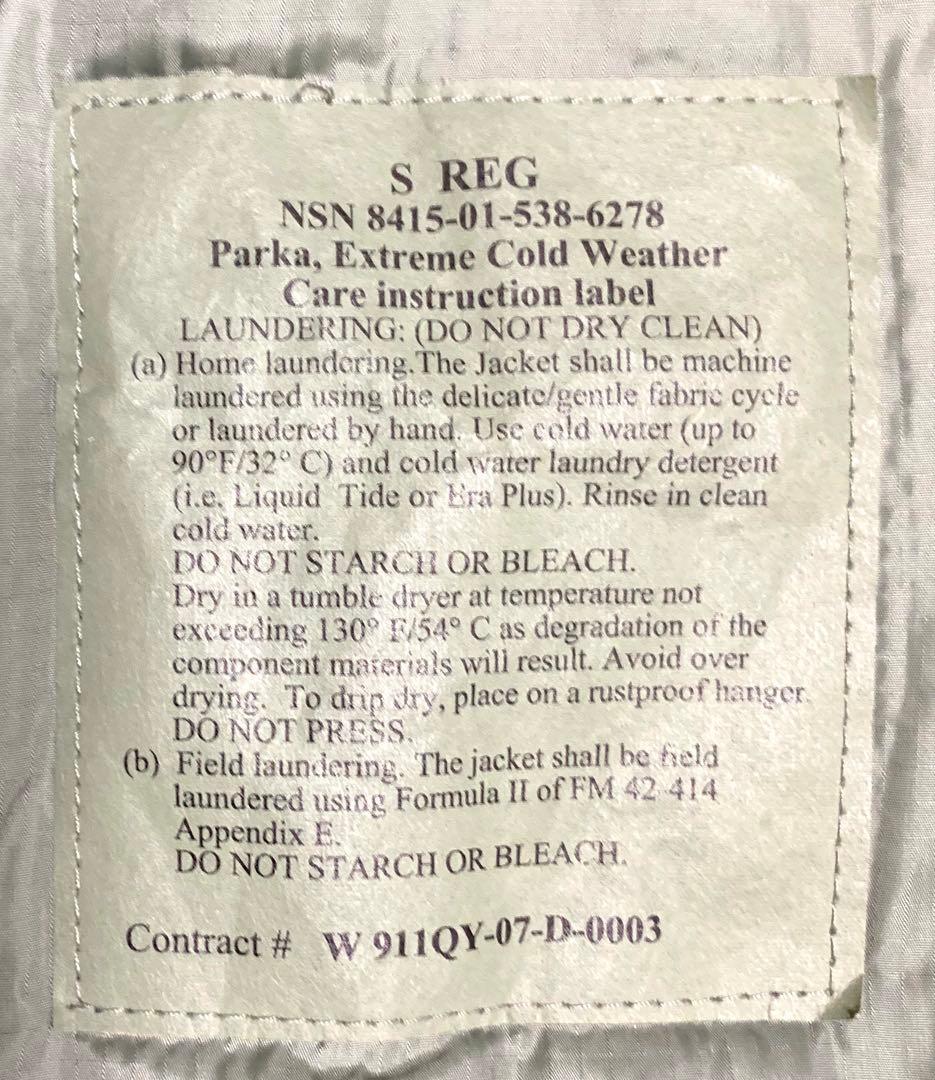 S REG
NSN 8415-01-538-6278
Parka, Extreme Cold Weather
Care instruction label
LAUNDERING: (DO NOT DRY CLEAN)
(a) Home laundering.The Jacket shall be machine
laundered using the delicate/gentle fabric cycle
or laundered by hand. Use cold water (up to
90°F/32° C) and cold water laundry detergent
(i.e. Liquid Tide or Era Plus). Rinse in clean
cold water.
DO NOT STARCH OR BLEACH.
Dry in a tumble dryer at temperature not
exceeding 130° F/54° C as degradation of the
component materials will result. Avoid over
drying. To drip dry, place on a rustproof hanger.
DO NOT PRESS.
(b) Field laundering. The jacket shall be field
laundered using Formula II of FM 42-414
Appendix E.
DO NOT STARCH OR BLEACH.
Contract # W 911QY-07-D-0003